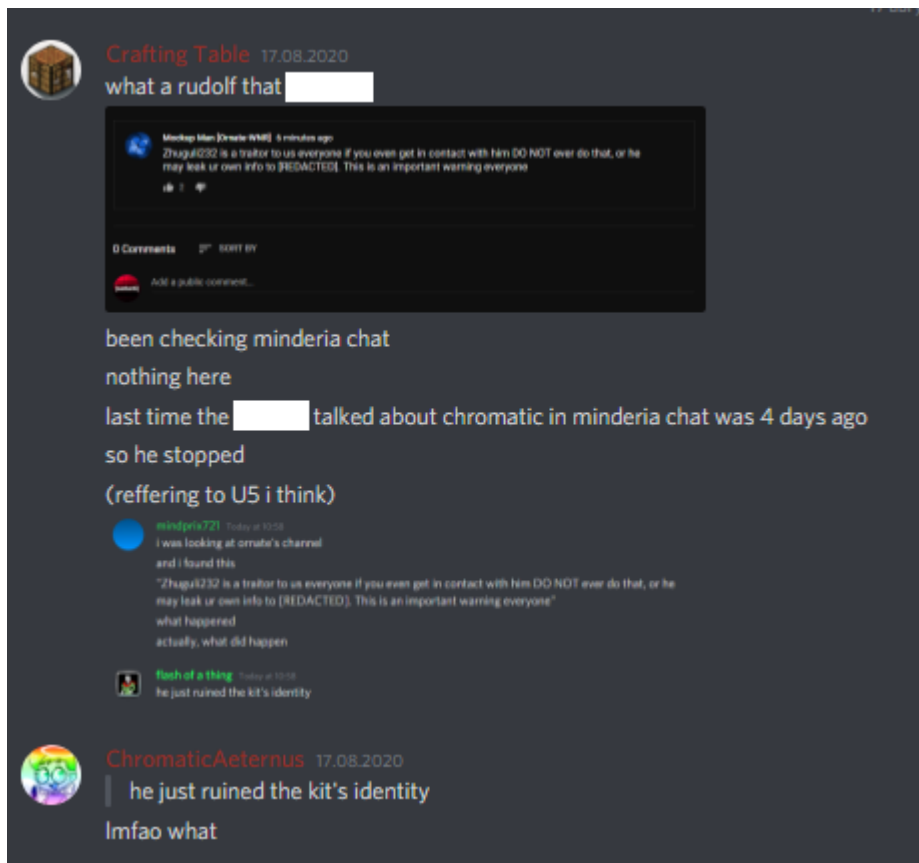 Crafting Table 17.08.2020
what a rudolf that
Mockup Man [Ornate WNR] 6 minutes ago
Zhuguli232 is a traitor to us everyone if you even get in contact with him DO NOT ever do that, or he
may leak ur own info to [REDACTED]. This is an important warning everyone
0 Comments SORT BY
Add a public comment...
been checking minderia chat
nothing here
last time the talked about chromatic in minderia chat was 4 days ago
so he stopped
(reffering to U5 i think)
mindprix721 Today at 10:58
i was looking at ornate's channel
and i found this
"Zhuguli232 is a traitor to us everyone if you even get in contact with him DO NOT ever do that, or he
may leak ur own info to [REDACTED]. This is an important warning everyone"
what happened
actually, what did happen
flash of a thing Today at 10:58
he just ruined the kit's identity
ChromaticAeternus 17.08.2020
he just ruined the kit's identity
lmfao what